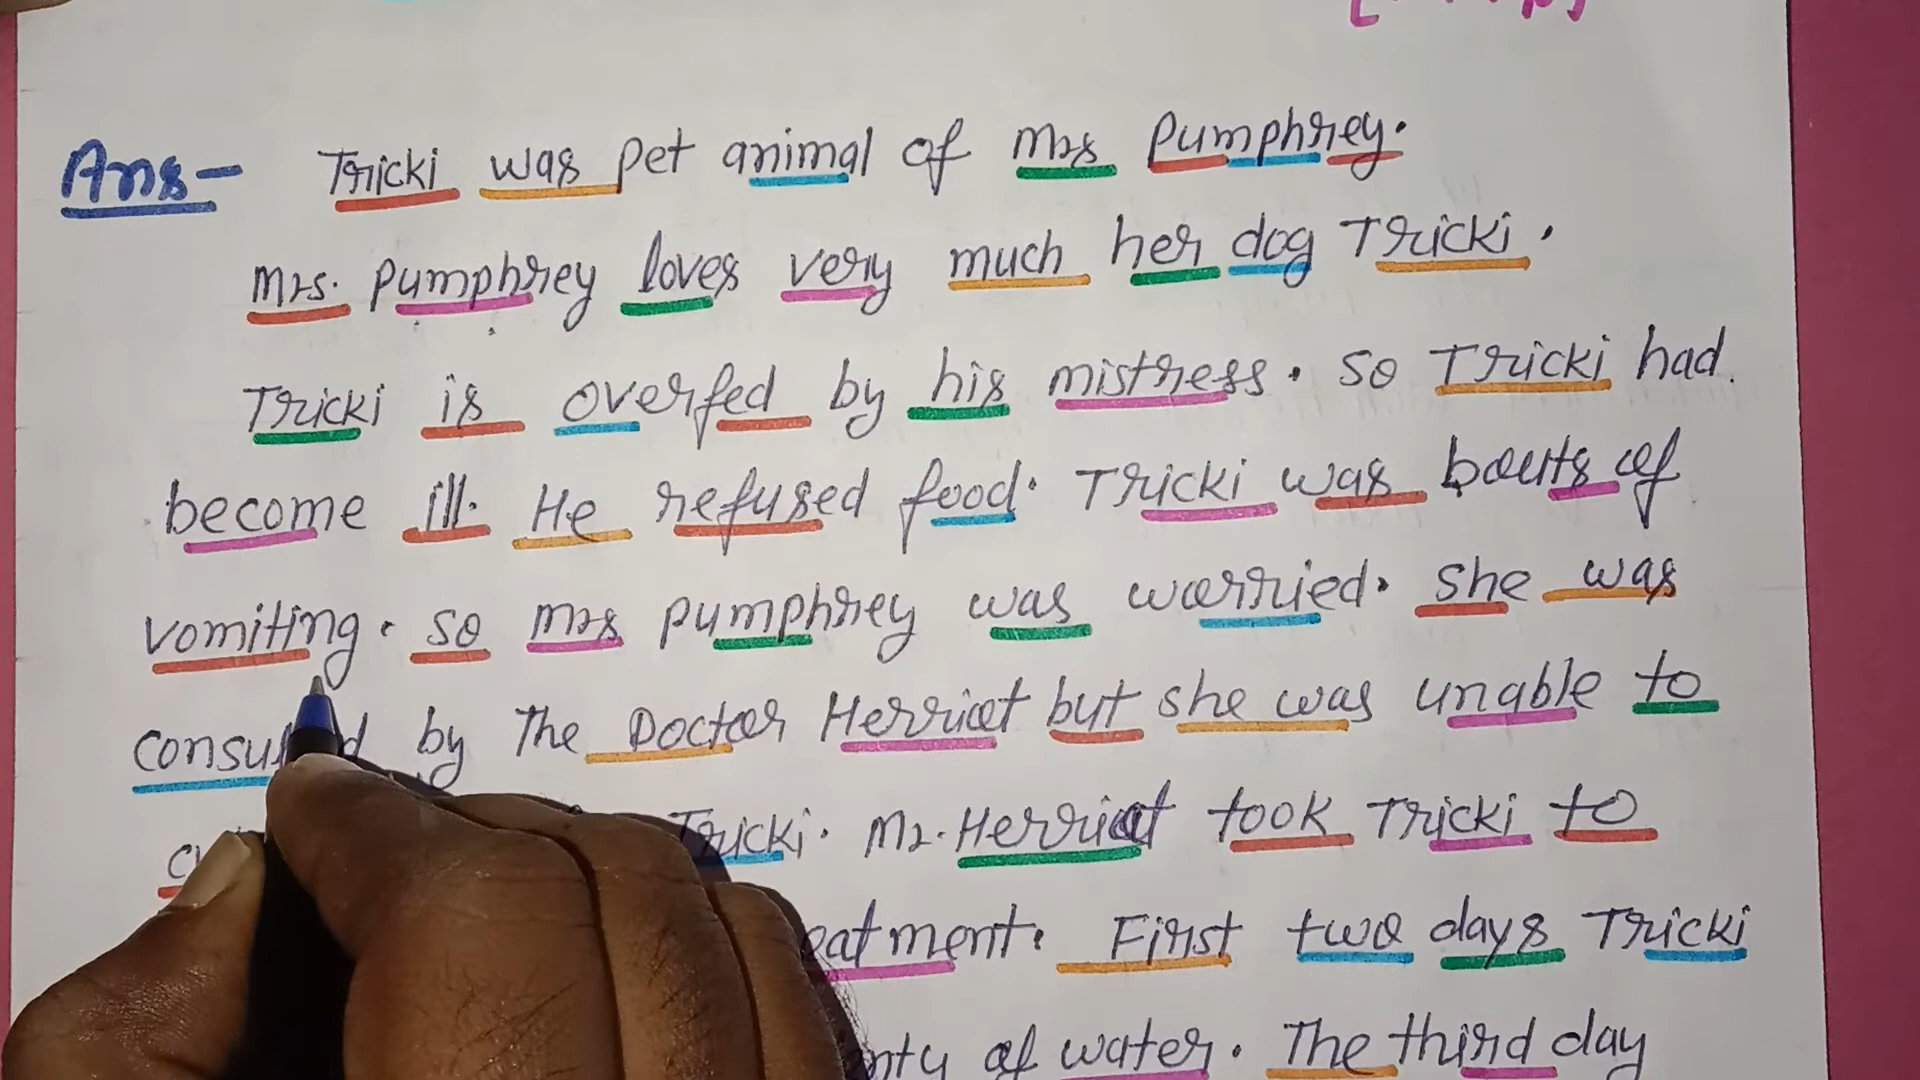 Ans- Tricki was pet animal of Mrs Pumphrey.
Mrs. Pumphrey loves very much her dog Tricki.
Tricki is overfed by his mistress. So Tricki had
become ill. He refused food. Tricki was bouts of
vomiting. so Mrs pumphrey was worried. She was
by The Doctor Herriot but she was unable to
Tricki. Mr. Herriot took Tricki to
First two days Tricki
of water. The third day